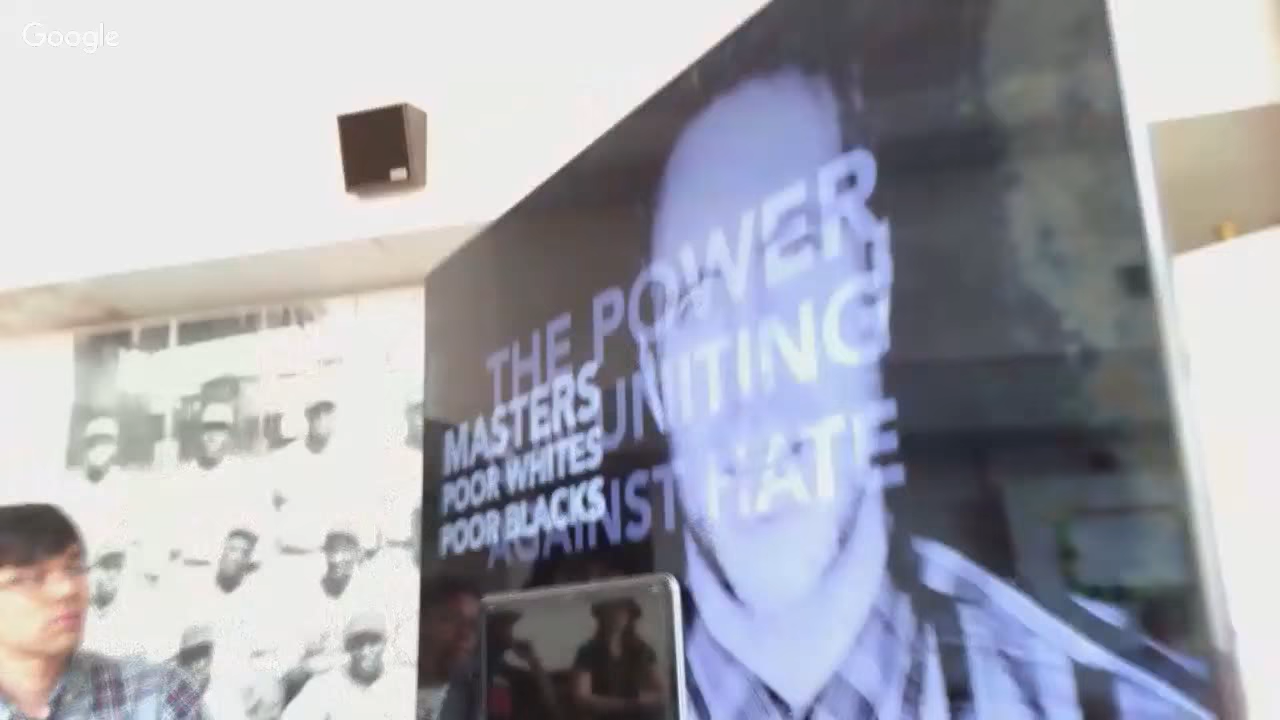 Google
THE POWER
UNITING
AGAINST HATE
MASTERS
POOR WHITES
POOR BLACKS